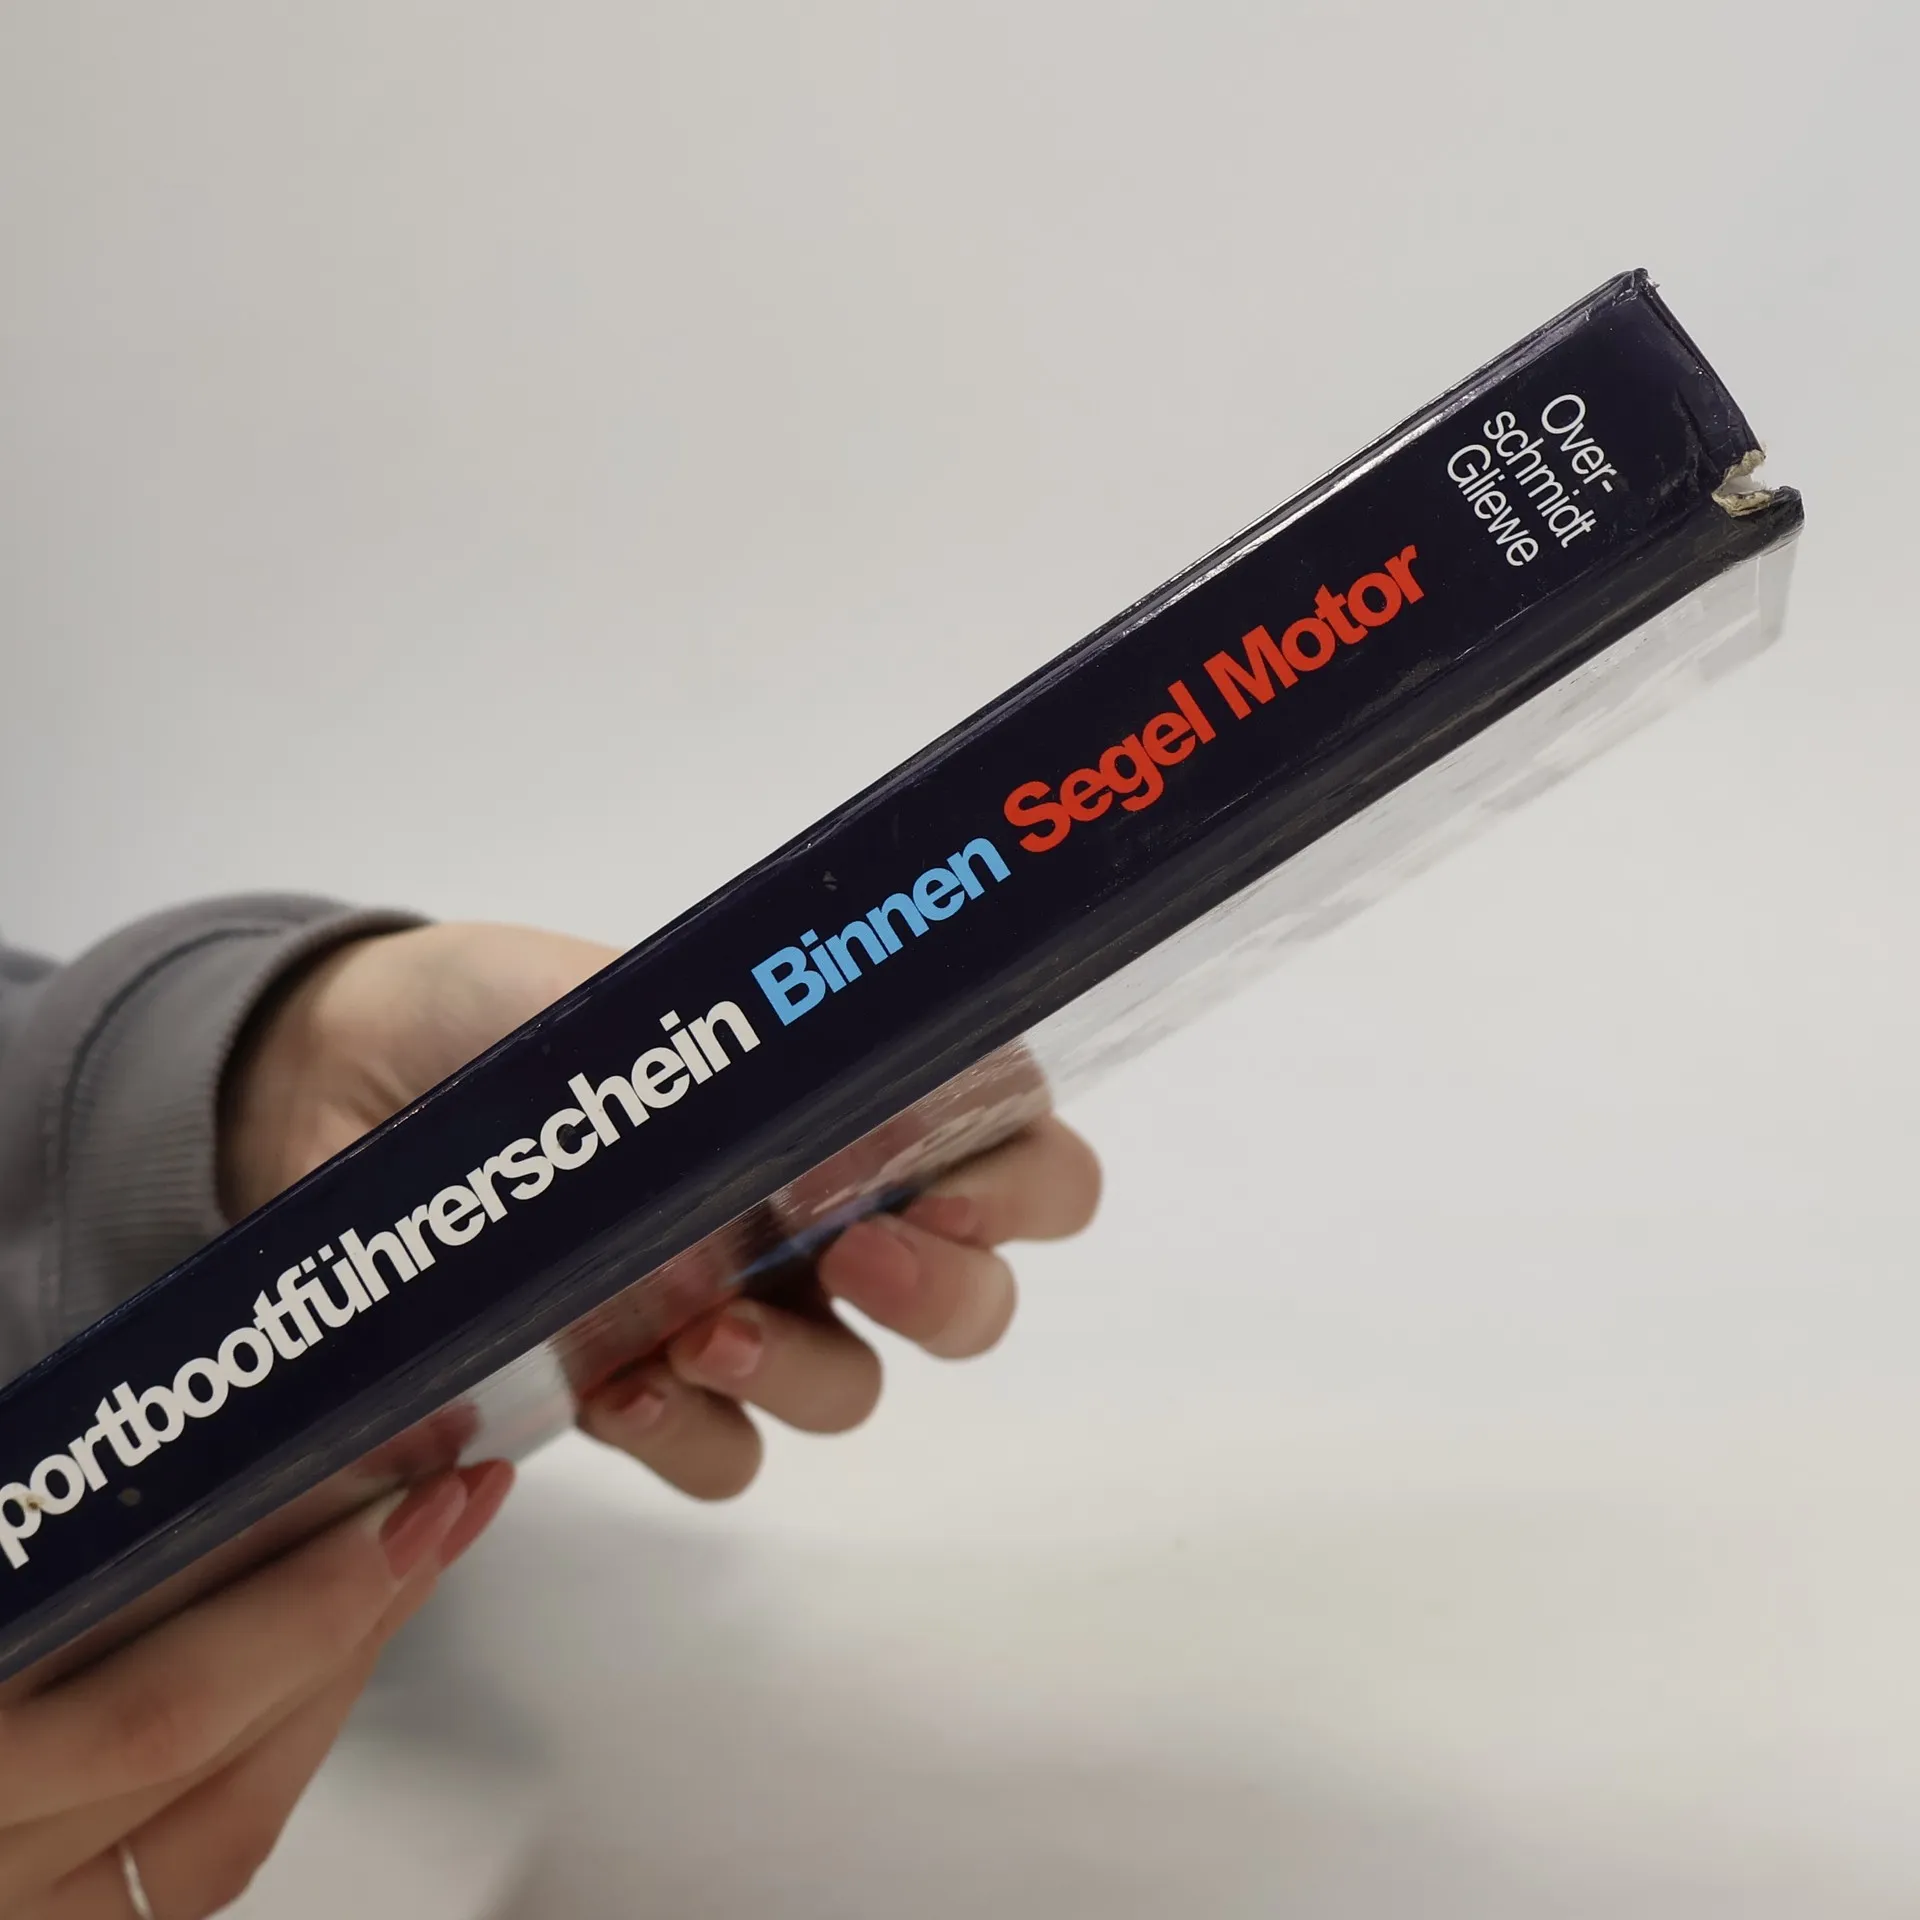 Over-
schmidt
Gliewe
portbootführerschein Binnen Segel Motor